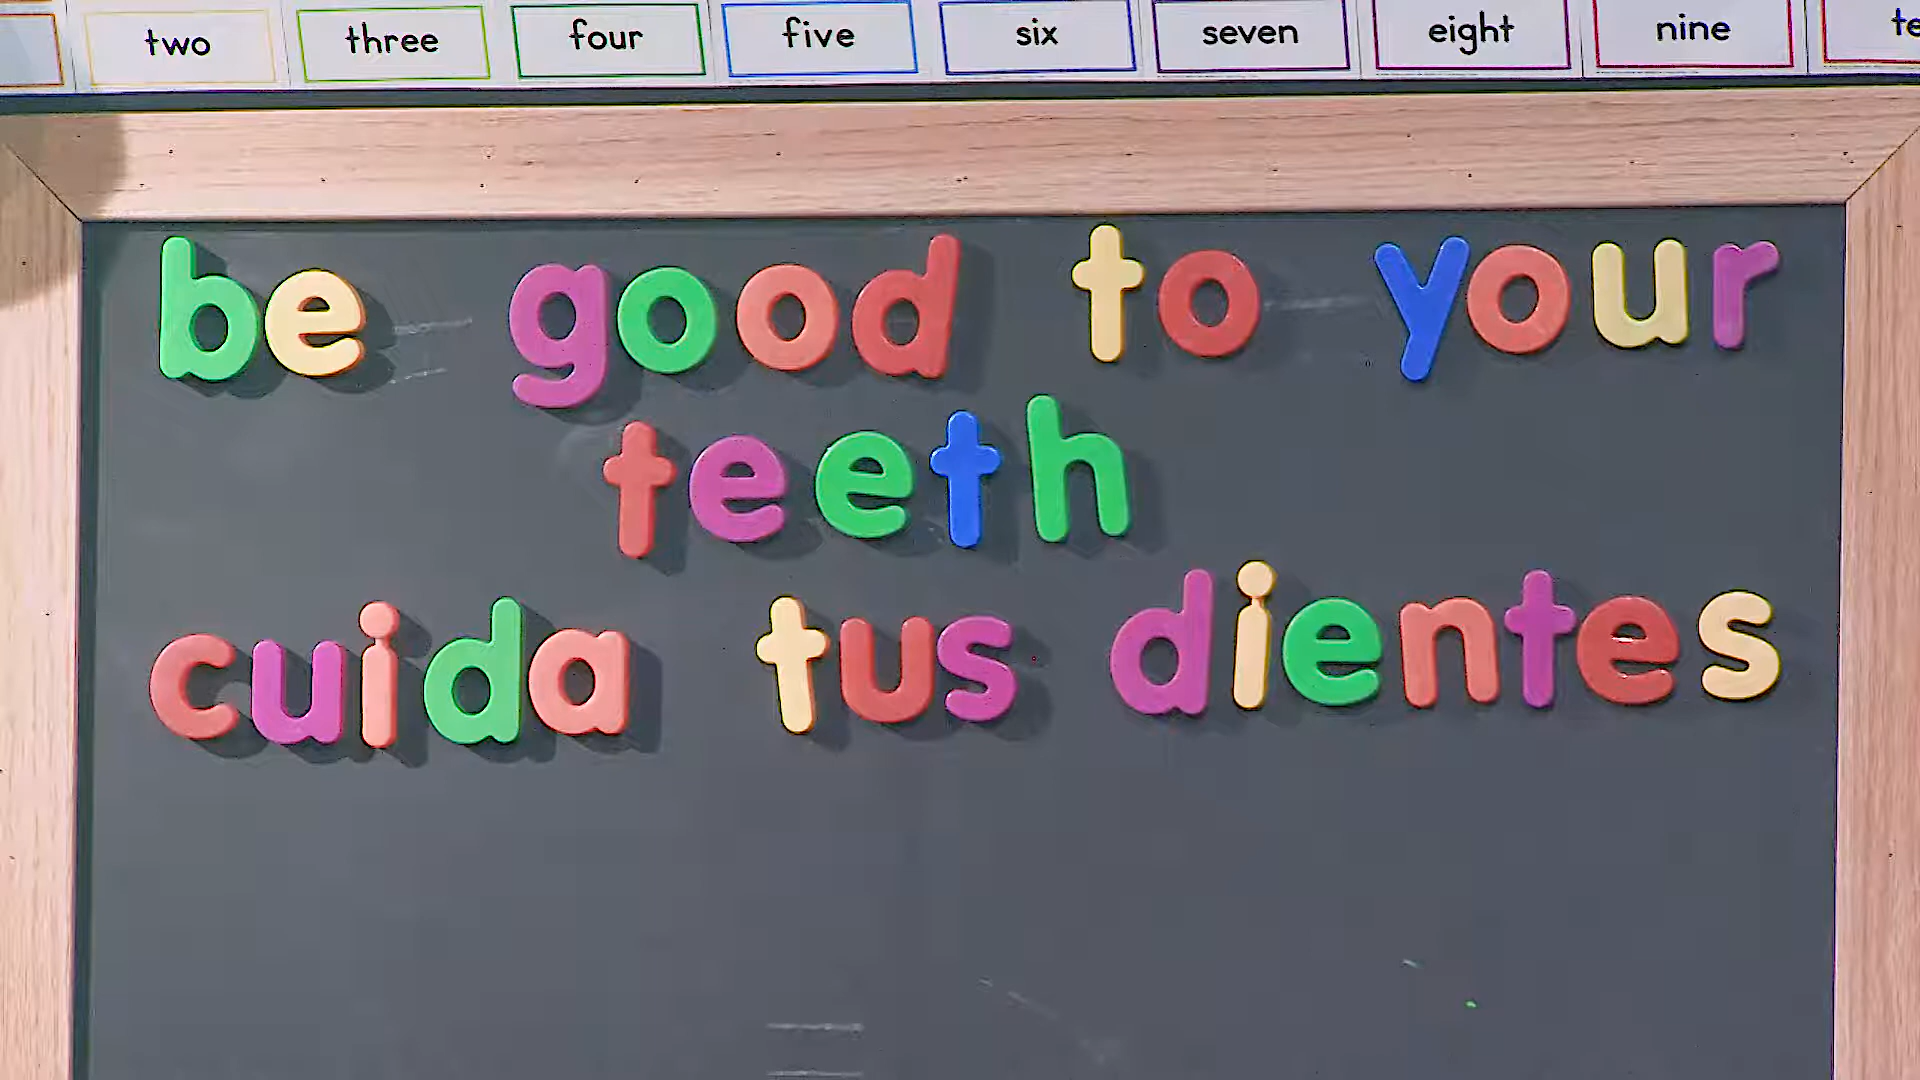 two three four five six seven eight nine
be good to your
teeth
cuida tus dientes